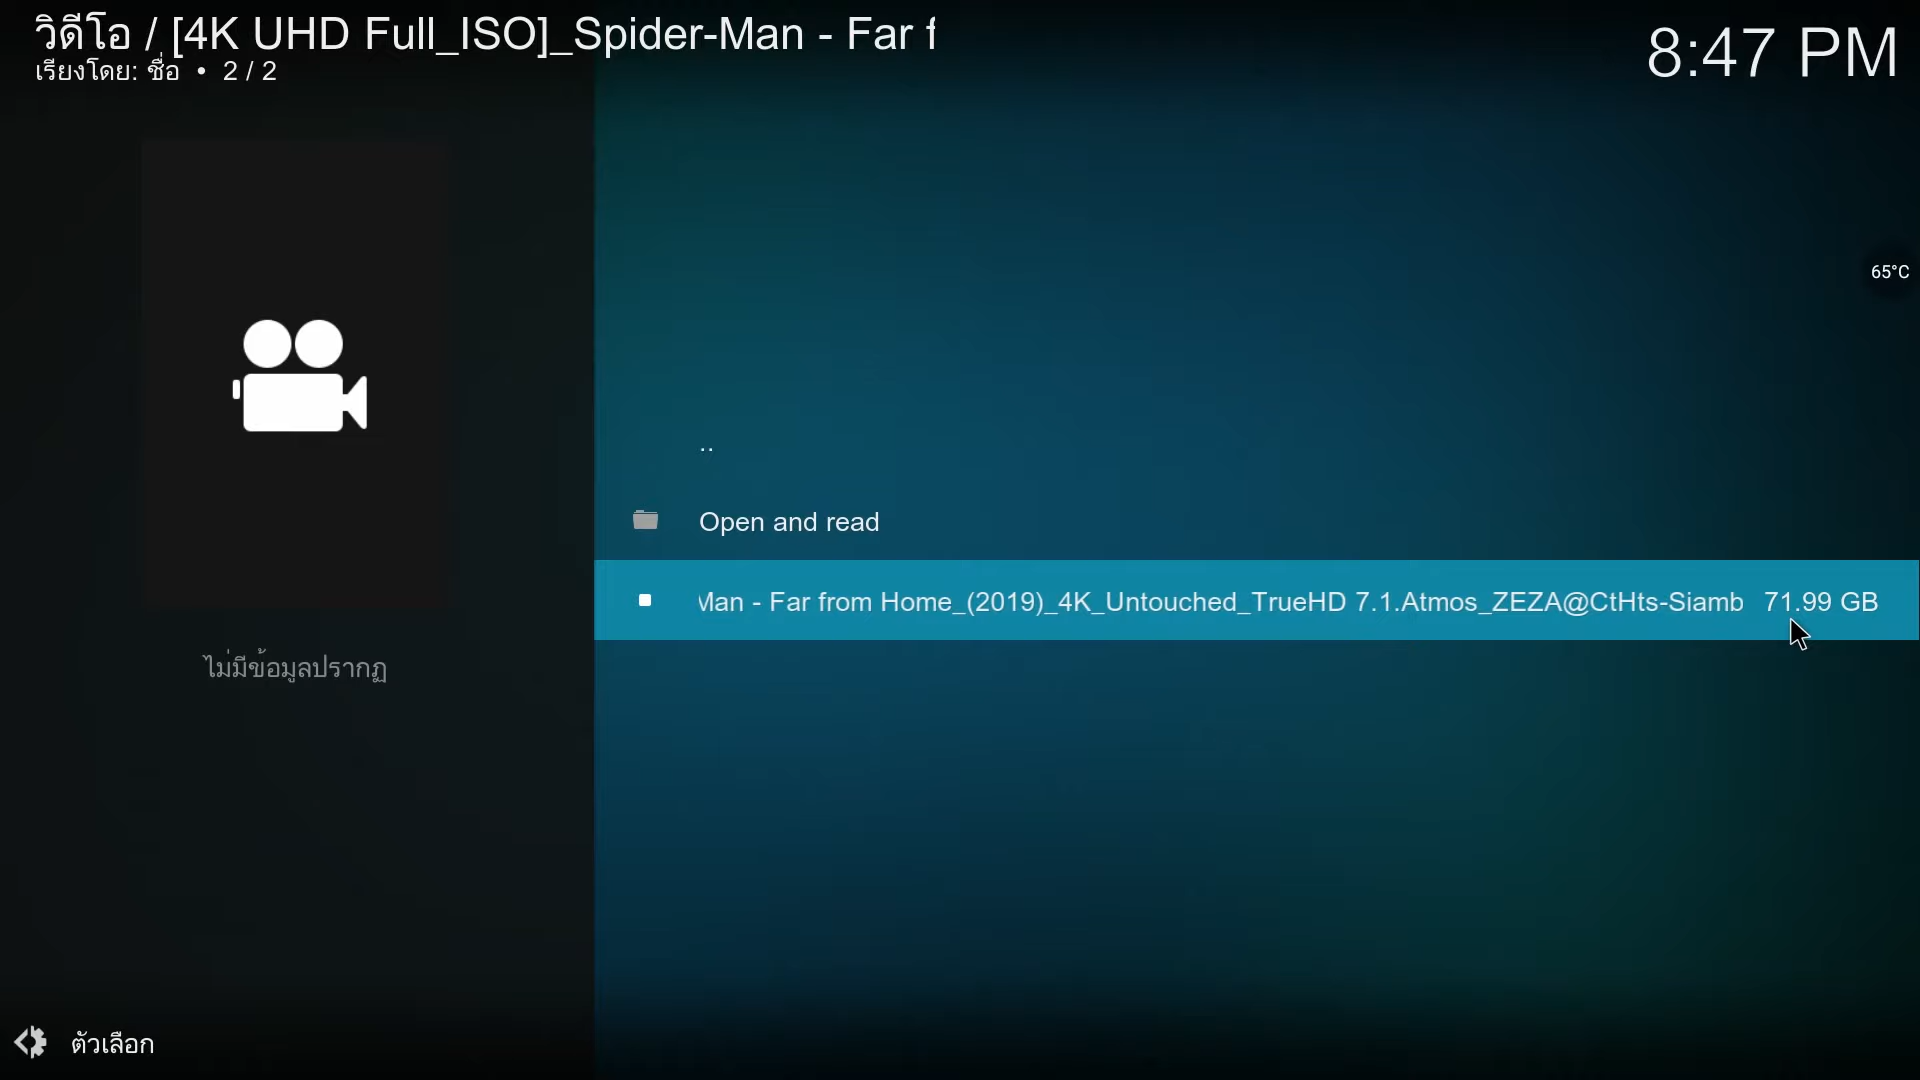 วิดีโอ / [4K UHD Full_ISO]_Spider-Man - Far f
เรียงโดย: ชื่อ • 2 / 2
8:47 PM
65°C
..
Open and read
Man - Far from Home_(2019)_4K_Untouched_TrueHD 7.1.Atmos_ZEZA@CtHts-Siamb 71.99 GB
ไม่มีข้อมูลปรากฏ
ตัวเลือก